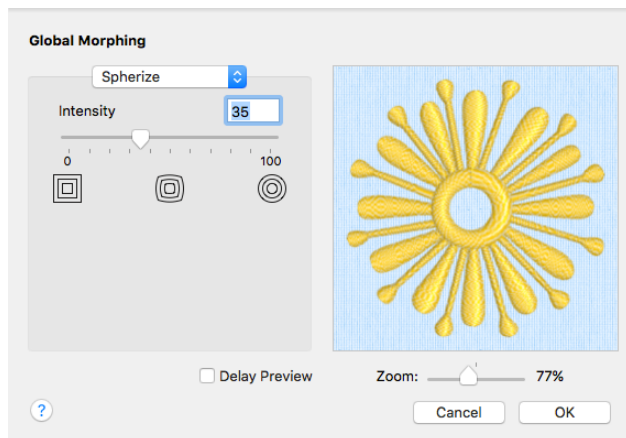 Global Morphing
Spherize
Intensity
35
0
100
Delay Preview
Zoom:
77%
?
Cancel
OK